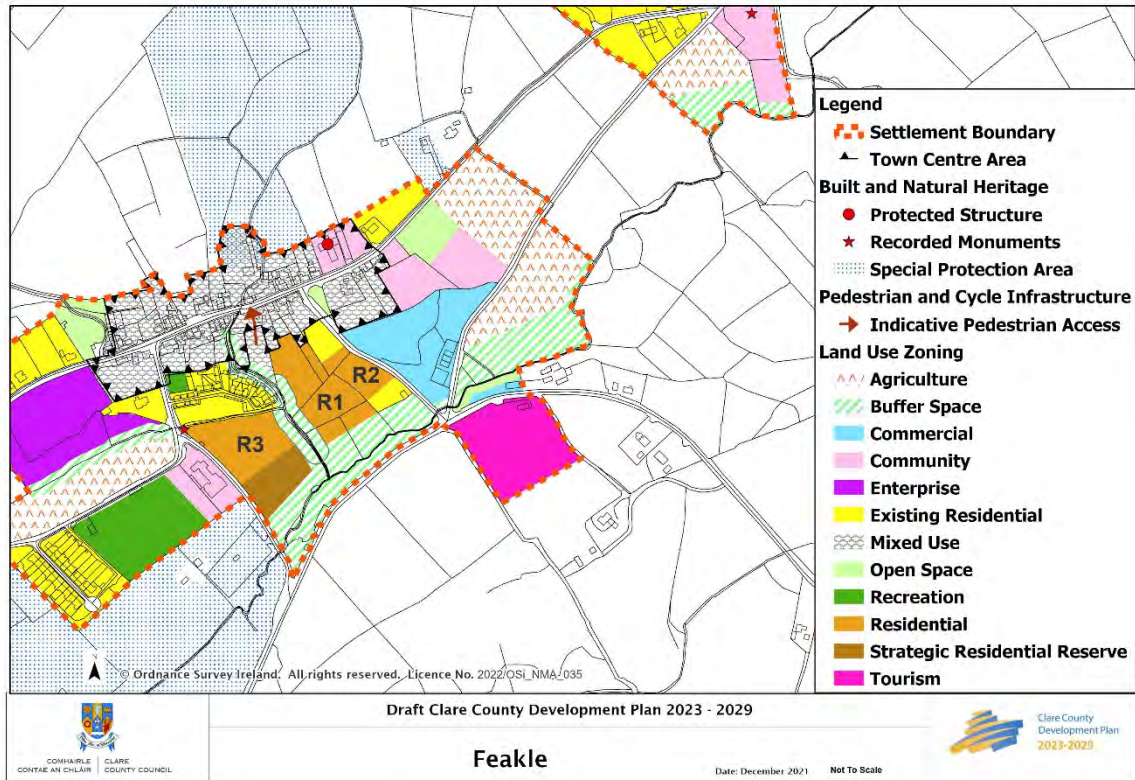 R2
R1
R3
N
© Ordnance Survey Ireland. All rights reserved. Licence No. 2022/OSi_NMA_035
Legend
Settlement Boundary
Town Centre Area
Built and Natural Heritage
Protected Structure
Recorded Monuments
Special Protection Area
Pedestrian and Cycle Infrastructure
Indicative Pedestrian Access
Land Use Zoning
Agriculture
Buffer Space
Commercial
Community
Enterprise
Existing Residential
Mixed Use
Open Space
Recreation
Residential
Strategic Residential Reserve
Tourism
COMHAIRLE
CONTAE AN CHLÁIR
CLARE
COUNTY COUNCIL
Draft Clare County Development Plan 2023 - 2029
Feakle
Date: December 2021 Not To Scale
Clare County
Development Plan
2023-2029